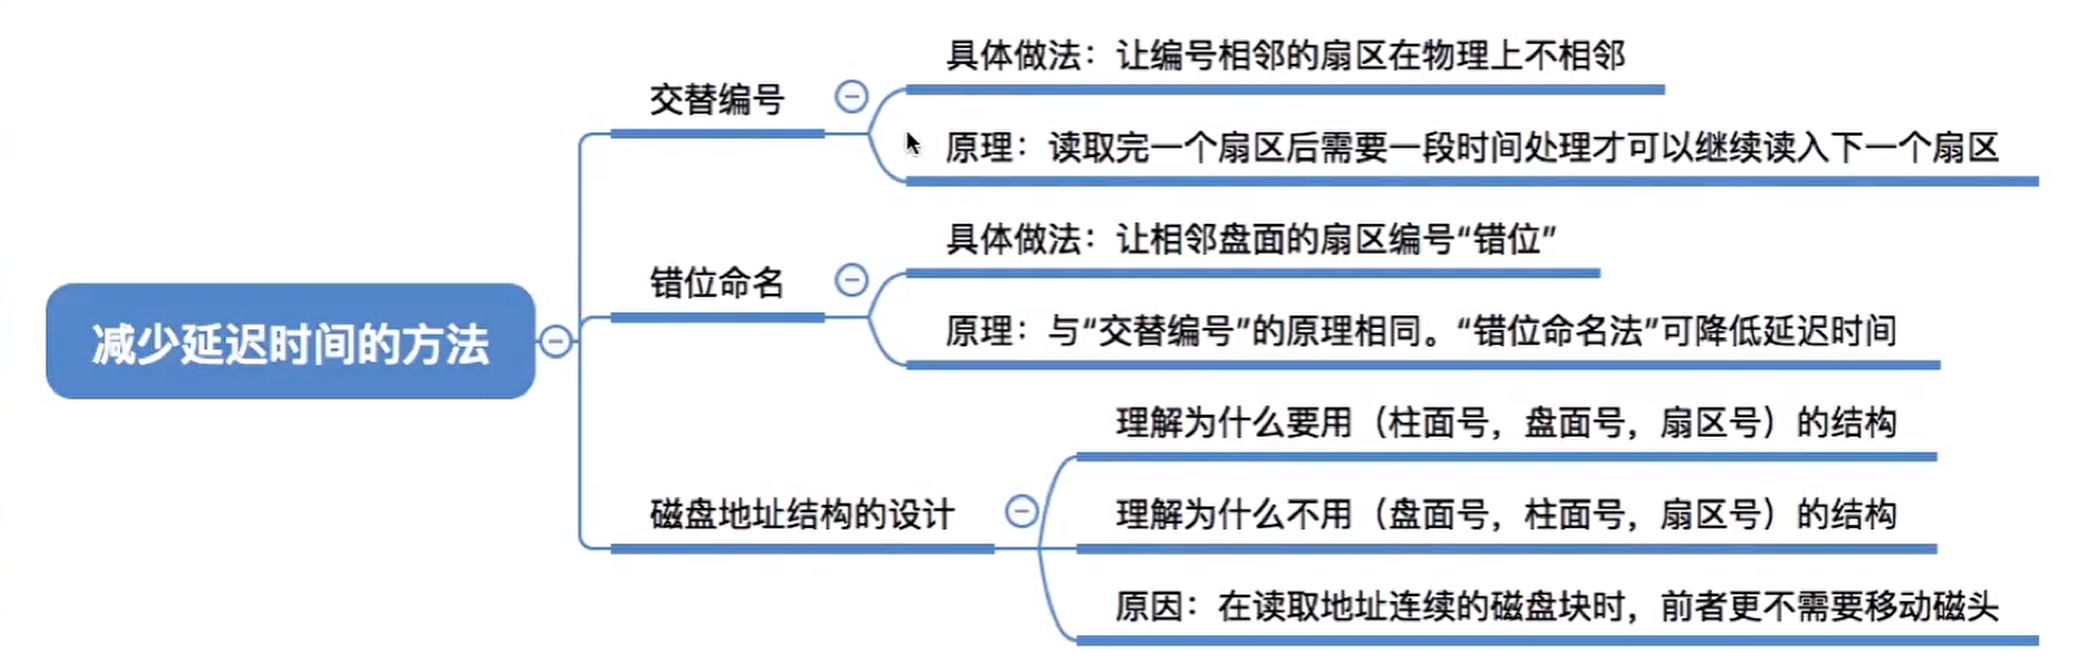 减少延迟时间的方法
交替编号
具体做法：让编号相邻的扇区在物理上不相邻
原理：读取完一个扇区后需要一段时间处理才可以继续读入下一个扇区
错位命名
具体做法：让相邻盘面的扇区编号“错位”
原理：与“交替编号”的原理相同。“错位命名法”可降低延迟时间
磁盘地址结构的设计
理解为什么要用（柱面号，盘面号，扇区号）的结构
理解为什么不用（盘面号，柱面号，扇区号）的结构
原因：在读取地址连续的磁盘块时，前者更不需要移动磁头